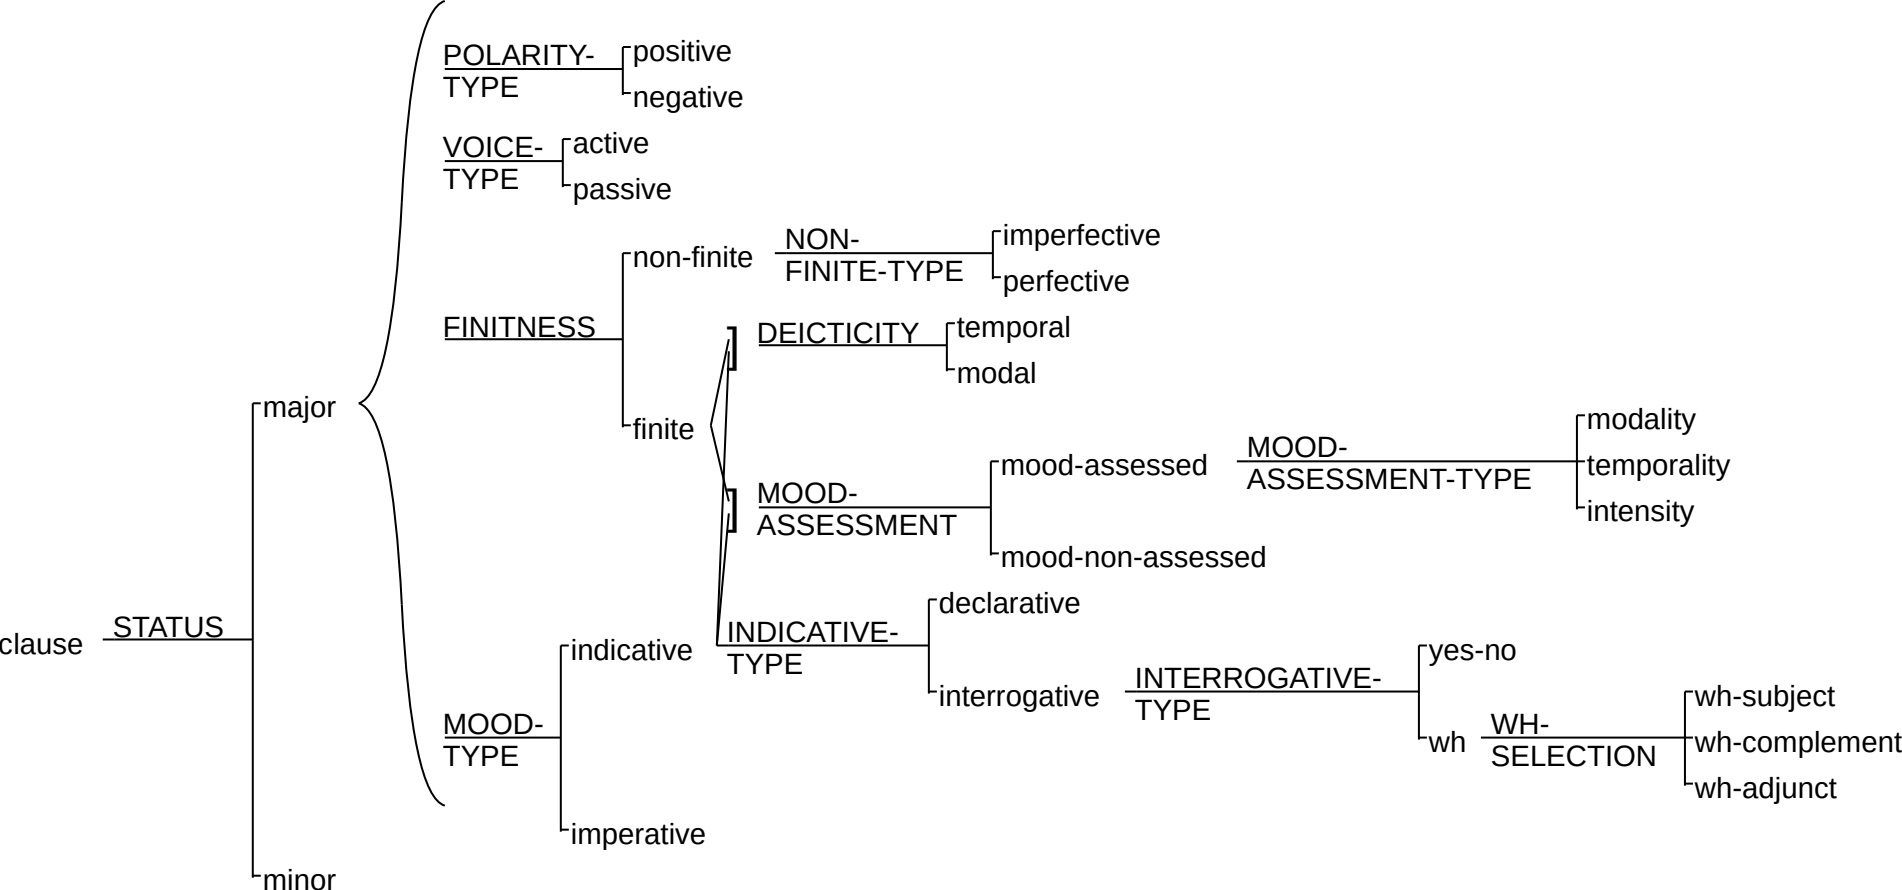 POLARITY-
TYPE
positive
negative
VOICE-
TYPE
active
passive
FINITNESS
non-finite
NON-
FINITE-TYPE
imperfective
perfective
finite
DEICTICITY
temporal
modal
MOOD-
ASSESSMENT
mood-assessed
MOOD-
ASSESSMENT-TYPE
modality
temporality
intensity
mood-non-assessed
clause
STATUS
major
MOOD-
TYPE
indicative
INDICATIVE-
TYPE
declarative
interrogative
INTERROGATIVE-
TYPE
yes-no
wh
WH-
SELECTION
wh-subject
wh-complement
wh-adjunct
imperative
minor